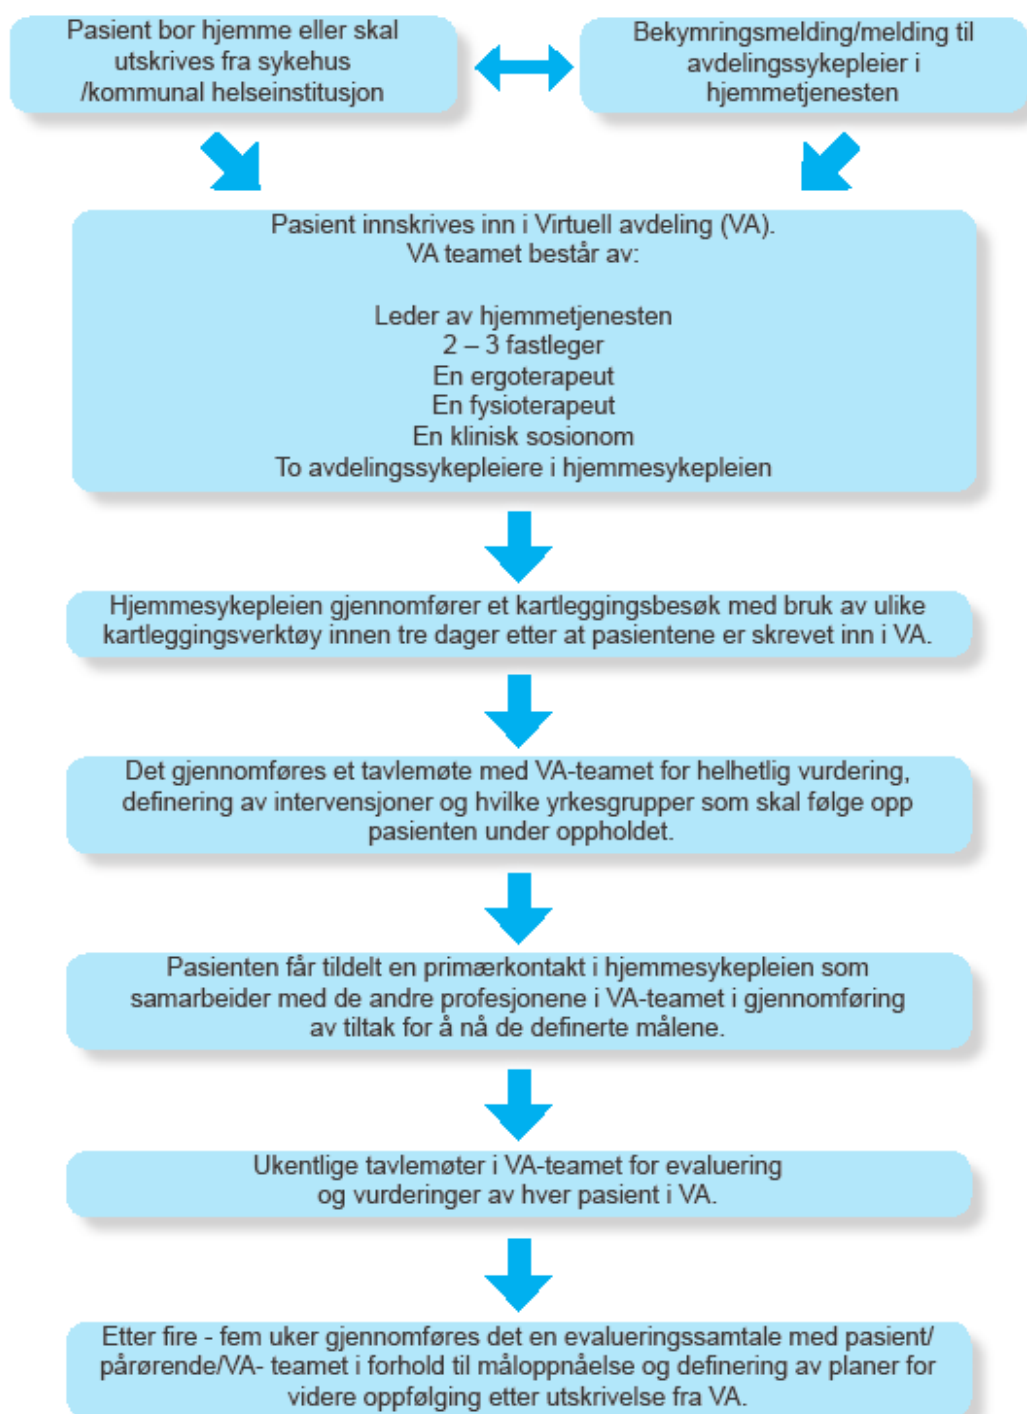 Pasient bor hjemme eller skal
utskrives fra sykehus
/kommunal helseinstitusjon
Bekymringsmelding/melding til
avdelingssykepleier i
hjemmetjenesten
Pasient innskrives inn i Virtuell avdeling (VA).
VA teamet består av:
Leder av hjemmetjenesten
2 – 3 fastleger
En ergoterapeut
En fysioterapeut
En klinisk sosionom
To avdelingssykepleiere i hjemmesykepleien
Hjemmesykepleien gjennomfører et kartleggingsbesøk med bruk av ulike
kartleggingsverktøy innen tre dager etter at pasientene er skrevet inn i VA.
Det gjennomføres et tavlemøte med VA-teamet for helhetlig vurdering,
definering av intervensjoner og hvilke yrkesgrupper som skal følge opp
pasienten under oppholdet.
Pasienten får tildelt en primærkontakt i hjemmesykepleien som
samarbeider med de andre profesjonene i VA-teamet i gjennomføring
av tiltak for å nå de definerte målene.
Ukentlige tavlemøter i VA-teamet for evaluering
og vurderinger av hver pasient i VA.
Etter fire - fem uker gjennomføres det en evalueringssamtale med pasient/
pårørende/VA- teamet i forhold til måloppnåelse og definering av planer for
videre oppfølging etter utskrivelse fra VA.